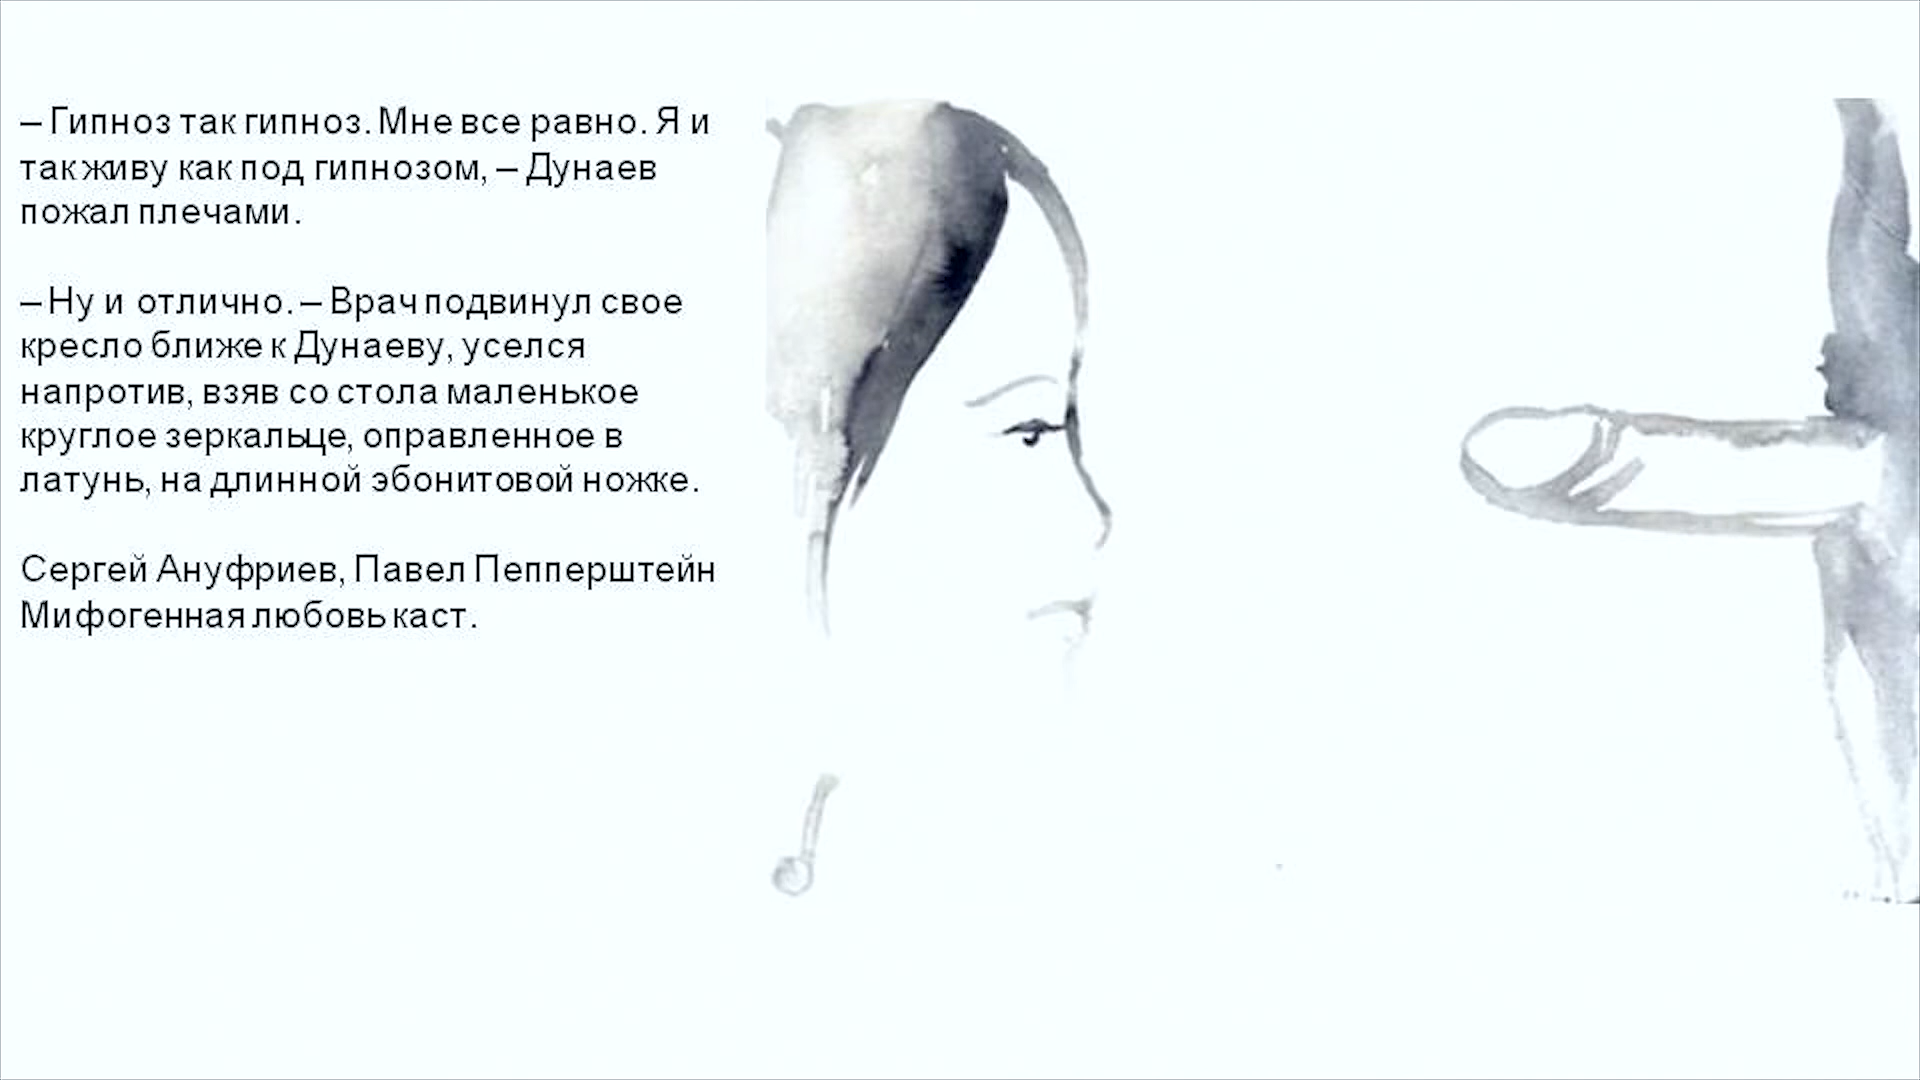 – Гипноз так гипноз. Мне все равно. Я и
так живу как под гипнозом, – Дунаев
пожал плечами.
– Ну и отлично. – Врач подвинул свое
кресло ближе к Дунаеву, уселся
напротив, взяв со стола маленькое
круглое зеркальце, оправленное в
латунь, на длинной эбонитовой ножке.
Сергей Ануфриев, Павел Пепперштейн
Мифогенная любовь каст.